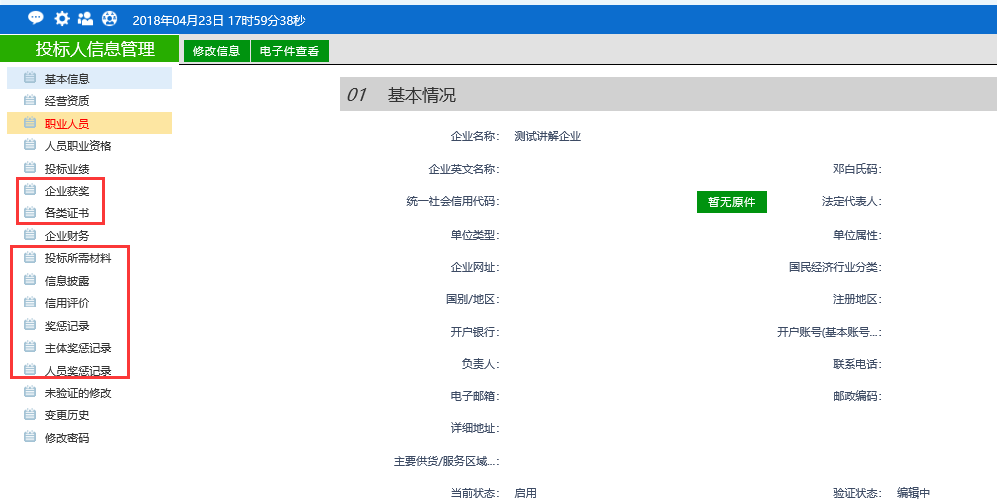 2018年04月23日 17时59分38秒
投标人信息管理
修改信息 电子件查看
基本信息
经营资质
职业人员
人员职业资格
投标业绩
企业获奖
各类证书
企业财务
投标所需材料
信息披露
信用评价
奖惩记录
主体奖惩记录
人员奖惩记录
未验证的修改
变更历史
修改密码
01 基本情况
企业名称: 测试讲解企业
企业英文名称: 邓白氏码:
统一社会信用代码: 暂无原件 法定代表人:
单位类型: 单位属性:
企业网址: 国民经济行业分类:
国别/地区: 注册地区:
开户银行: 开户账号(基本账号...:
负责人: 联系电话:
电子邮箱: 邮政编码:
详细地址:
主要供货/服务区域...:
当前状态: 启用 验证状态: 编辑中